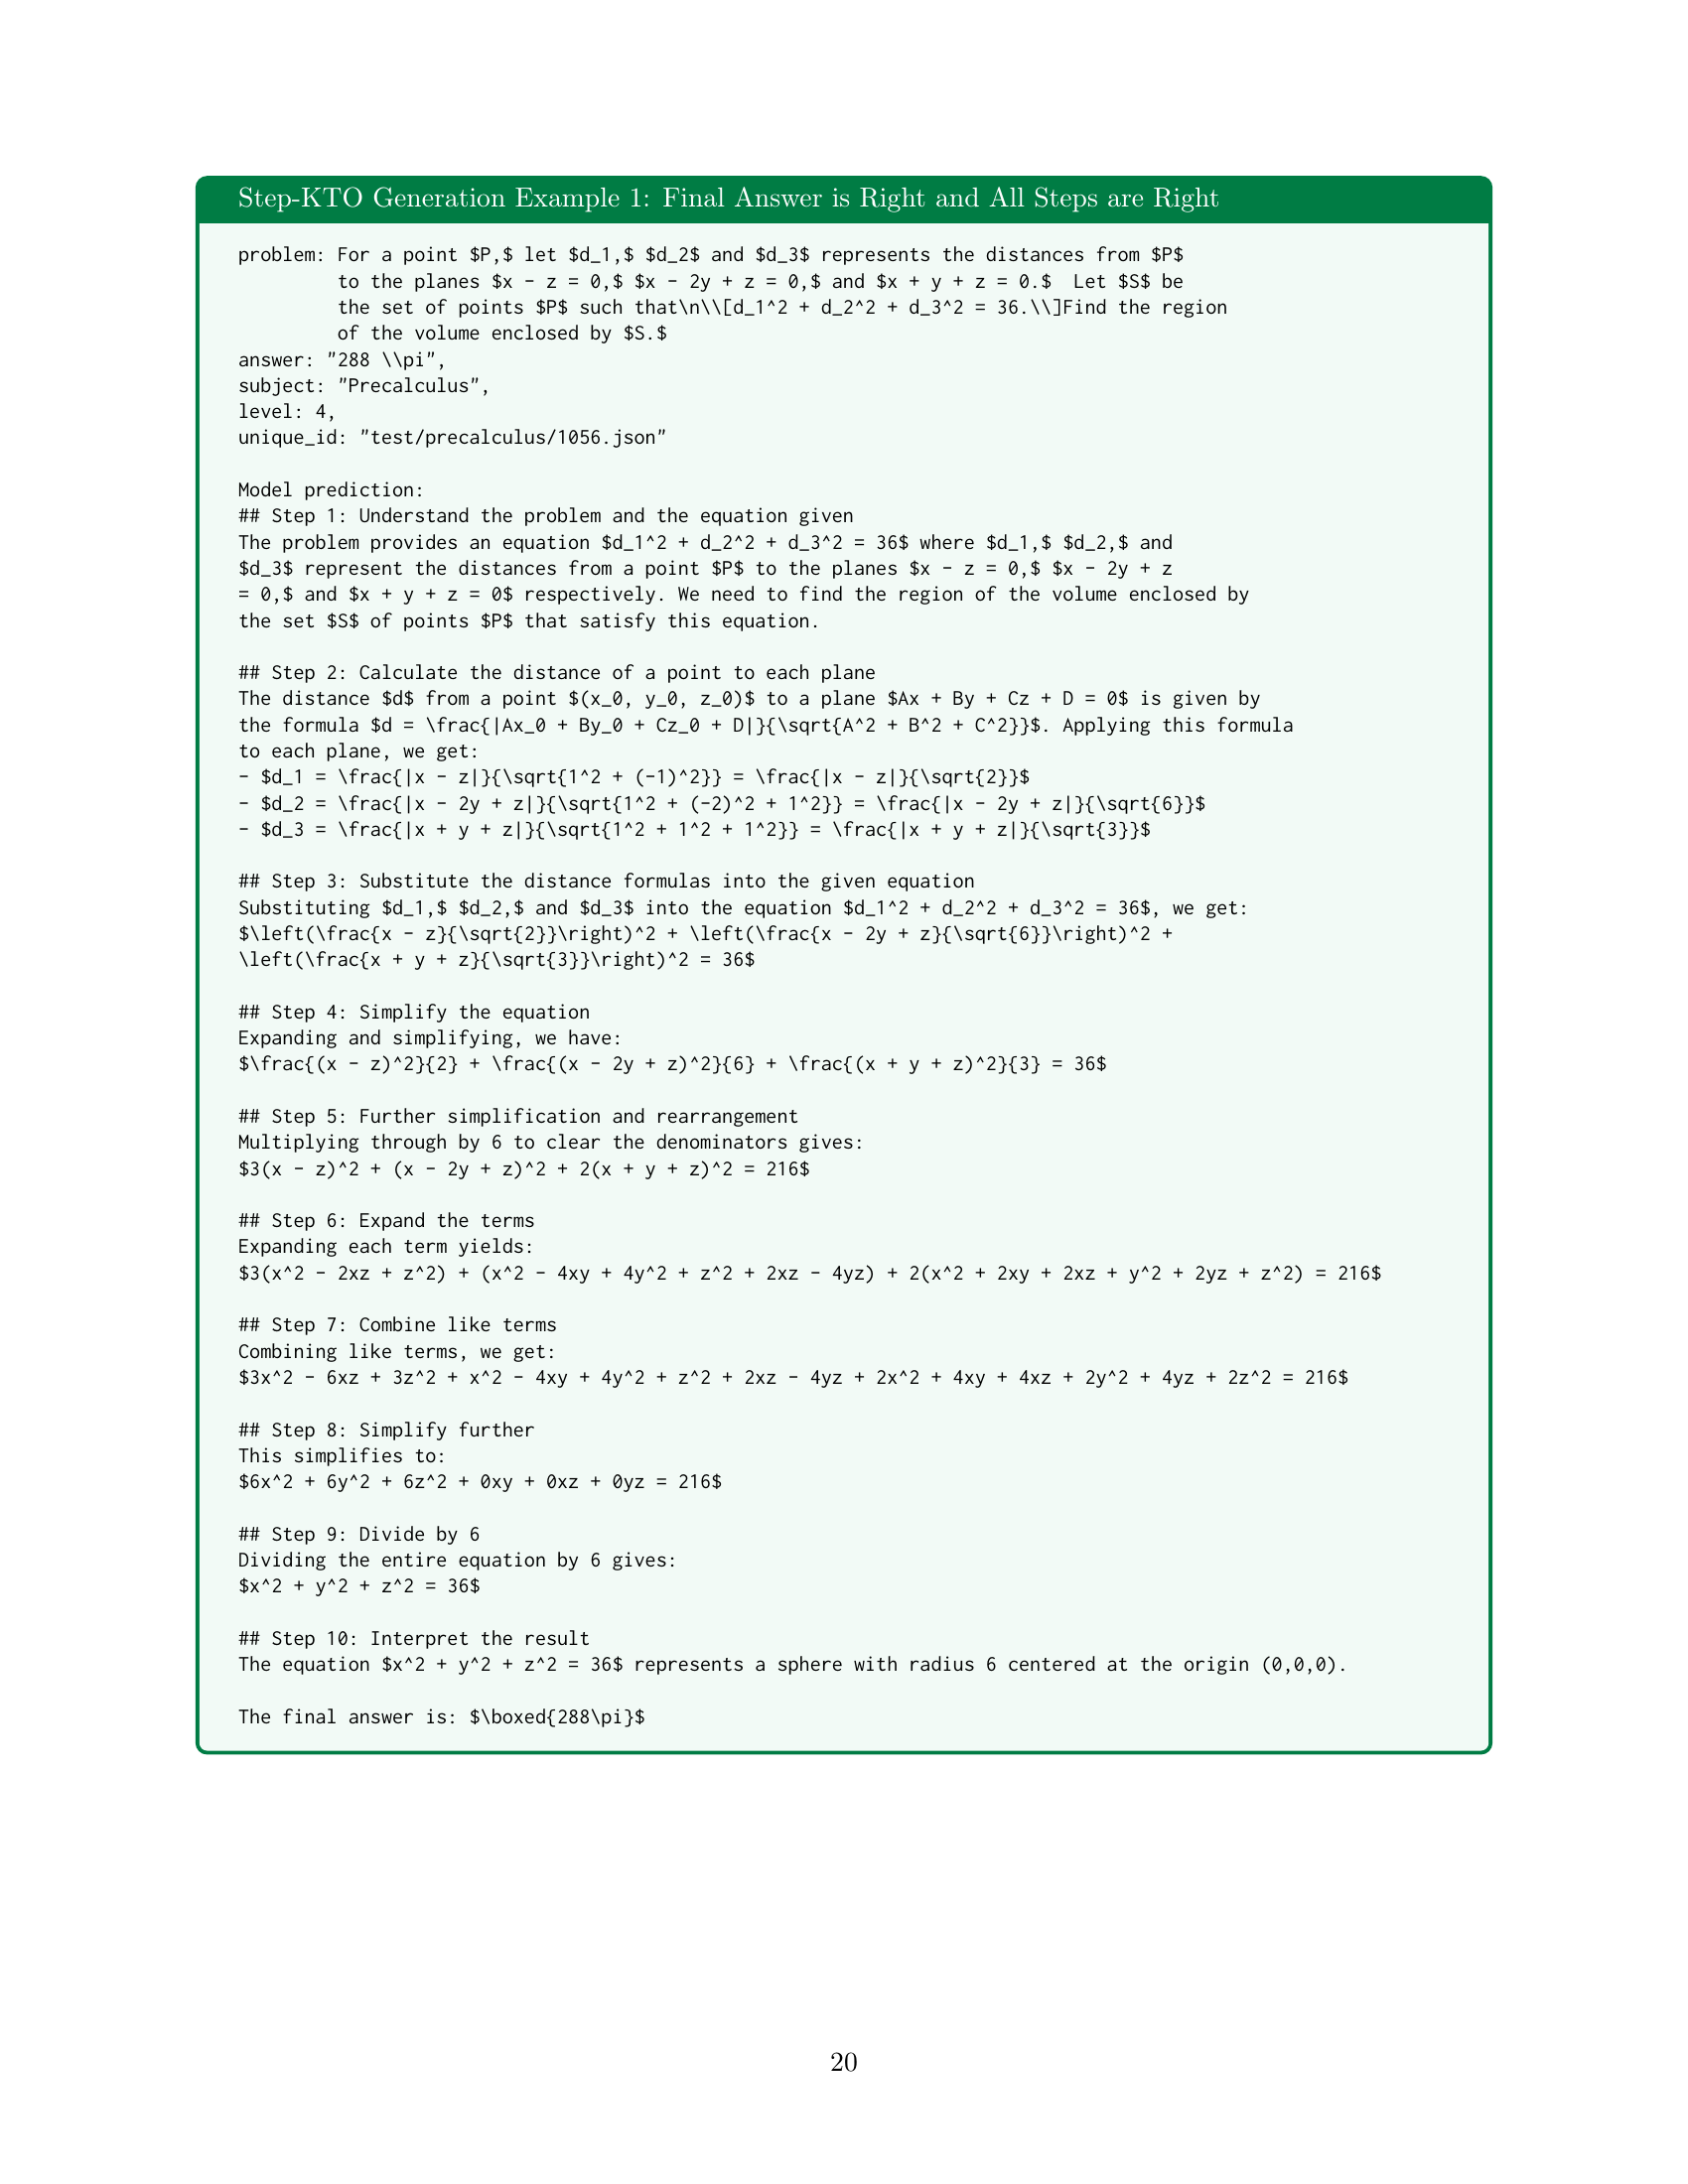 Step-KTO Generation Example 1: Final Answer is Right and All Steps are Right
problem: For a point $P,$ let $d_1,$ $d_2$ and $d_3$ represents the distances from $P$
to the planes $x - z = 0,$ $x - 2y + z = 0,$ and $x + y + z = 0.$  Let $S$ be
the set of points $P$ such that\n\\[d_1^2 + d_2^2 + d_3^2 = 36.\\]Find the region
of the volume enclosed by $S.$
answer: "288 \\pi",
subject: "Precalculus",
level: 4,
unique_id: "test/precalculus/1056.json"
Model prediction:
## Step 1: Understand the problem and the equation given
The problem provides an equation $d_1^2 + d_2^2 + d_3^2 = 36$ where $d_1,$ $d_2,$ and
$d_3$ represent the distances from a point $P$ to the planes $x - z = 0,$ $x - 2y + z
= 0,$ and $x + y + z = 0$ respectively. We need to find the region of the volume enclosed by
the set $S$ of points $P$ that satisfy this equation.
## Step 2: Calculate the distance of a point to each plane
The distance $d$ from a point $(x_0, y_0, z_0)$ to a plane $Ax + By + Cz + D = 0$ is given by
the formula $d = \frac{|Ax_0 + By_0 + Cz_0 + D|}{\sqrt{A^2 + B^2 + C^2}}$. Applying this formula
to each plane, we get:
- $d_1 = \frac{|x - z|}{\sqrt{1^2 + (-1)^2}} = \frac{|x - z|}{\sqrt{2}}$
- $d_2 = \frac{|x - 2y + z|}{\sqrt{1^2 + (-2)^2 + 1^2}} = \frac{|x - 2y + z|}{\sqrt{6}}$
- $d_3 = \frac{|x + y + z|}{\sqrt{1^2 + 1^2 + 1^2}} = \frac{|x + y + z|}{\sqrt{3}}$
## Step 3: Substitute the distance formulas into the given equation
Substituting $d_1,$ $d_2,$ and $d_3$ into the equation $d_1^2 + d_2^2 + d_3^2 = 36$, we get:
$\left(\frac{x - z}{\sqrt{2}}\right)^2 + \left(\frac{x - 2y + z}{\sqrt{6}}\right)^2 +
\left(\frac{x + y + z}{\sqrt{3}}\right)^2 = 36$
## Step 4: Simplify the equation
Expanding and simplifying, we have:
$\frac{(x - z)^2}{2} + \frac{(x - 2y + z)^2}{6} + \frac{(x + y + z)^2}{3} = 36$
## Step 5: Further simplification and rearrangement
Multiplying through by 6 to clear the denominators gives:
$3(x - z)^2 + (x - 2y + z)^2 + 2(x + y + z)^2 = 216$
## Step 6: Expand the terms
Expanding each term yields:
$3(x^2 - 2xz + z^2) + (x^2 - 4xy + 4y^2 + z^2 + 2xz - 4yz) + 2(x^2 + 2xy + 2xz + y^2 + 2yz + z^2) = 216$
## Step 7: Combine like terms
Combining like terms, we get:
$3x^2 - 6xz + 3z^2 + x^2 - 4xy + 4y^2 + z^2 + 2xz - 4yz + 2x^2 + 4xy + 4xz + 2y^2 + 4yz + 2z^2 = 216$
## Step 8: Simplify further
This simplifies to:
$6x^2 + 6y^2 + 6z^2 + 0xy + 0xz + 0yz = 216$
## Step 9: Divide by 6
Dividing the entire equation by 6 gives:
$x^2 + y^2 + z^2 = 36$
## Step 10: Interpret the result
The equation $x^2 + y^2 + z^2 = 36$ represents a sphere with radius 6 centered at the origin (0,0,0).
The final answer is: $\boxed{288\pi}$
20